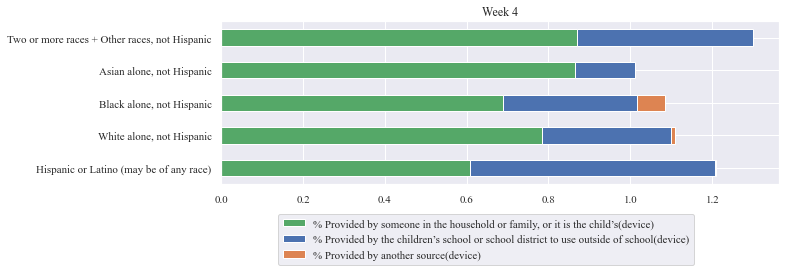 Week 4
Two or more races + Other races, not Hispanic
Asian alone, not Hispanic
Black alone, not Hispanic
White alone, not Hispanic
Hispanic or Latino (may be of any race)
0.0 0.2 0.4 0.6 0.8 1.0 1.2
% Provided by someone in the household or family, or it is the child’s(device)
% Provided by the children’s school or school district to use outside of school(device)
% Provided by another source(device)